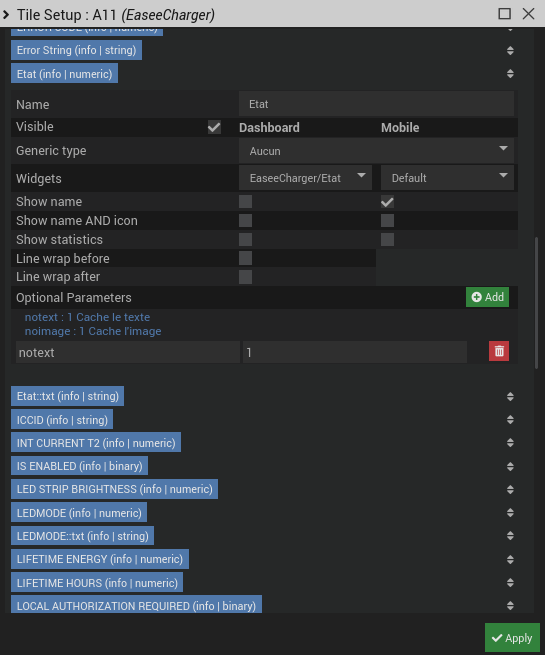 Tile Setup : A11 (EaseeCharger)
ERROR CODE (info | numeric)
Error String (info | string)
Etat (info | numeric)
Name Etat
Visible Dashboard Mobile
Generic type Aucun
Widgets EaseeCharger/Etat Default
Show name
Show name AND icon
Show statistics
Line wrap before
Line wrap after
Optional Parameters Add
notext : 1 Cache le texte
noimage : 1 Cache l'image
notext 1
Etat::txt (info | string)
ICCID (info | string)
INT CURRENT T2 (info | numeric)
IS ENABLED (info | binary)
LED STRIP BRIGHTNESS (info | numeric)
LEDMODE (info | numeric)
LEDMODE::txt (info | string)
LIFETIME ENERGY (info | numeric)
LIFETIME HOURS (info | numeric)
LOCAL AUTHORIZATION REQUIRED (info | binary)
Apply